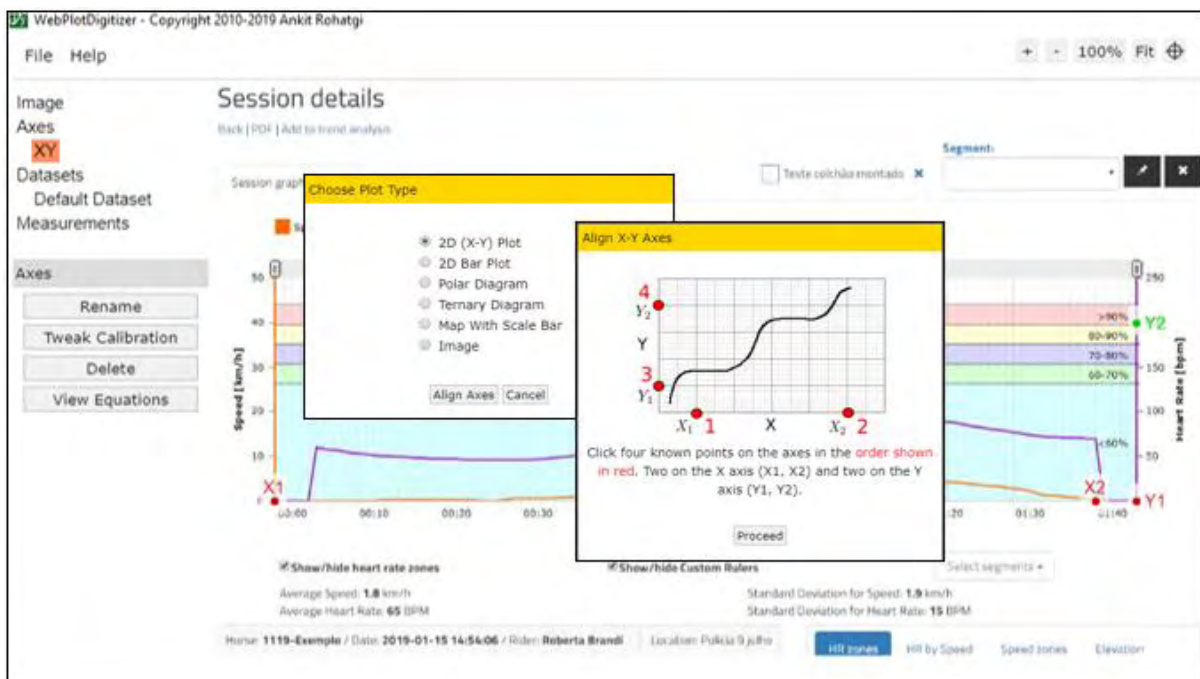 WebPlotDigitizer - Copyright 2010-2019 Ankit Rohatgi
File Help
+ - 100% Fit
Image
Axes
XY
Datasets
Default Dataset
Measurements
Axes
Rename
Tweak Calibration
Delete
View Equations
Session details
Back | PDF | Add to trend analysis
Segment:
Session grap
Teste colchão montado
Choose Plot Type
2D (X-Y) Plot
2D Bar Plot
Polar Diagram
Ternary Diagram
Map With Scale Bar
Image
Align Axes Cancel
Align X-Y Axes
4
Y2
Y
3
Y1
X1 1 X X2 2
Click four known points on the axes in the order shown
in red. Two on the X axis (X1, X2) and two on the Y
axis (Y1, Y2).
Proceed
Speed [km/h]
50
40
30
20
10
Heart Rate [bpm]
250
150
100
50
>90%
80-90%
70-80%
60-70%
<60%
Y2
X1
X2
Y1
00:00 00:10 00:20 00:30 :20 01:30 01:40
Show/hide heart rate zones
Show/hide Custom Rulers
Select segments
Average Speed: 1.8 km/h
Average Heart Rate: 65 BPM
Standard Deviation for Speed: 1.9 km/h
Standard Deviation for Heart Rate: 15 BPM
Horse: 1119-Exemplo / Date: 2019-01-15 14:54:06 / Rider: Roberta Brandi
Location: Polícia 9 julho
HR zones HR by Speed Speed zones Elevation